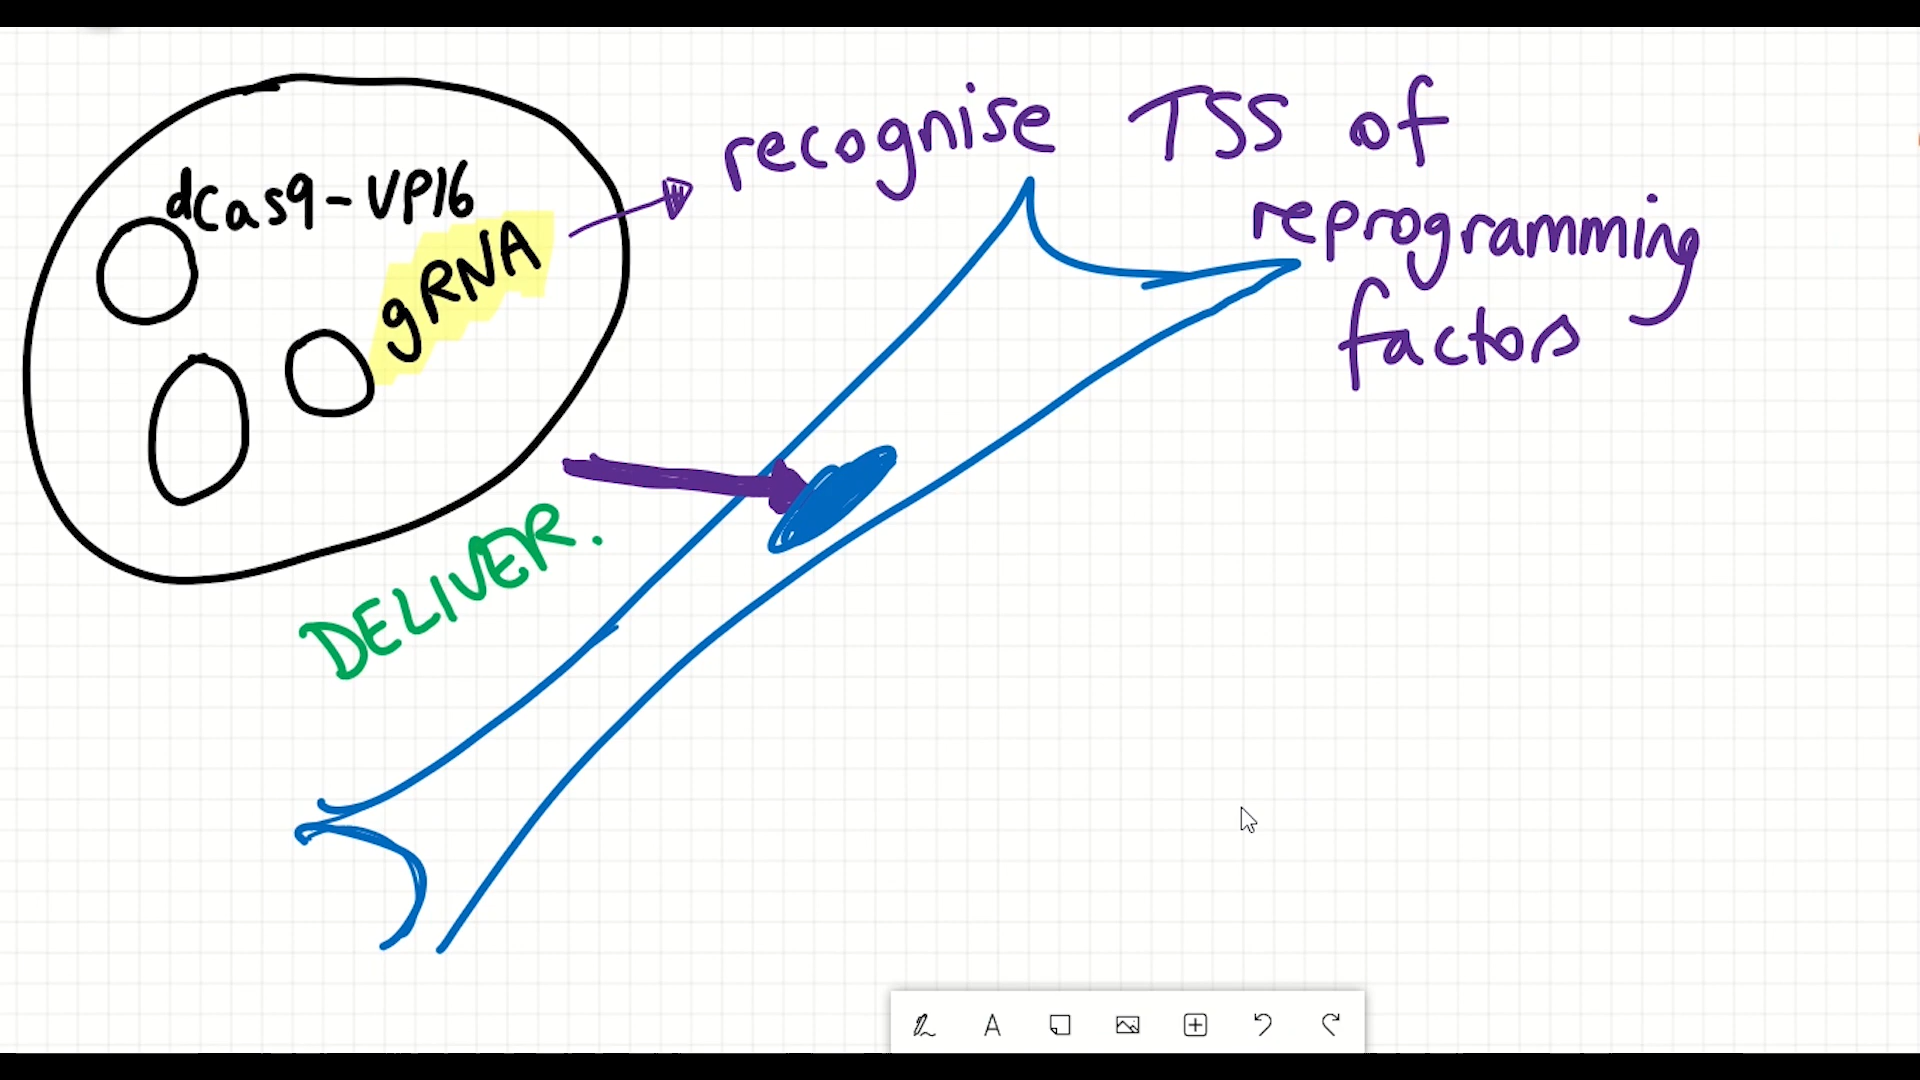 dCas9-VP16
gRNA
recognise TSS of
reprogramming
factors
DELIVER.
A